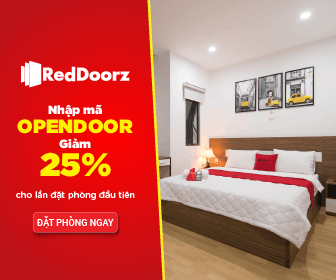 RedDoorz
Nhập mã
OPENDOOR
Giảm
25%
cho lần đặt phòng đầu tiên
ĐẶT PHÒNG NGAY